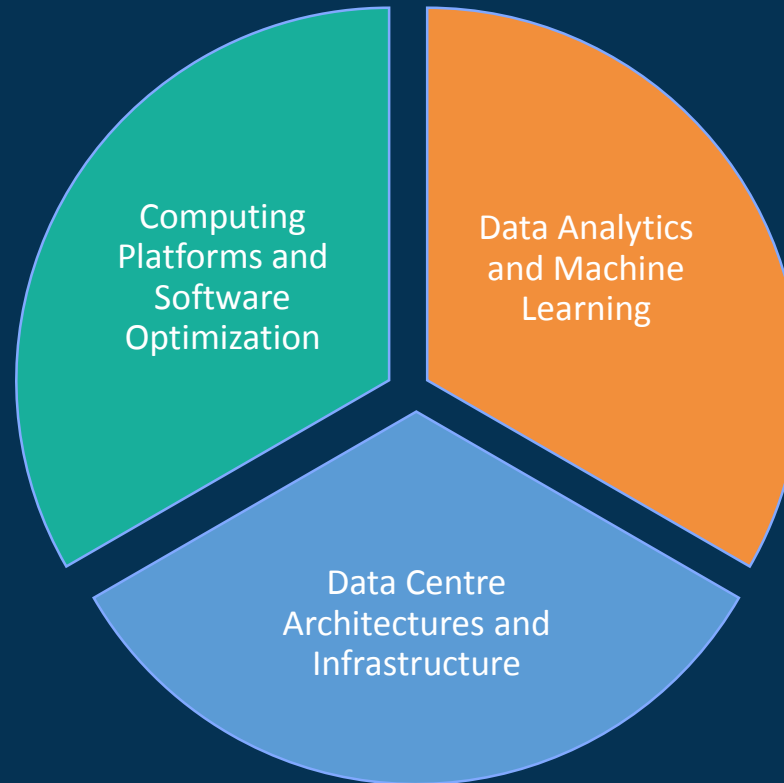 Computing
Platforms and
Software
Optimization
Data Analytics
and Machine
Learning
Data Centre
Architectures and
Infrastructure